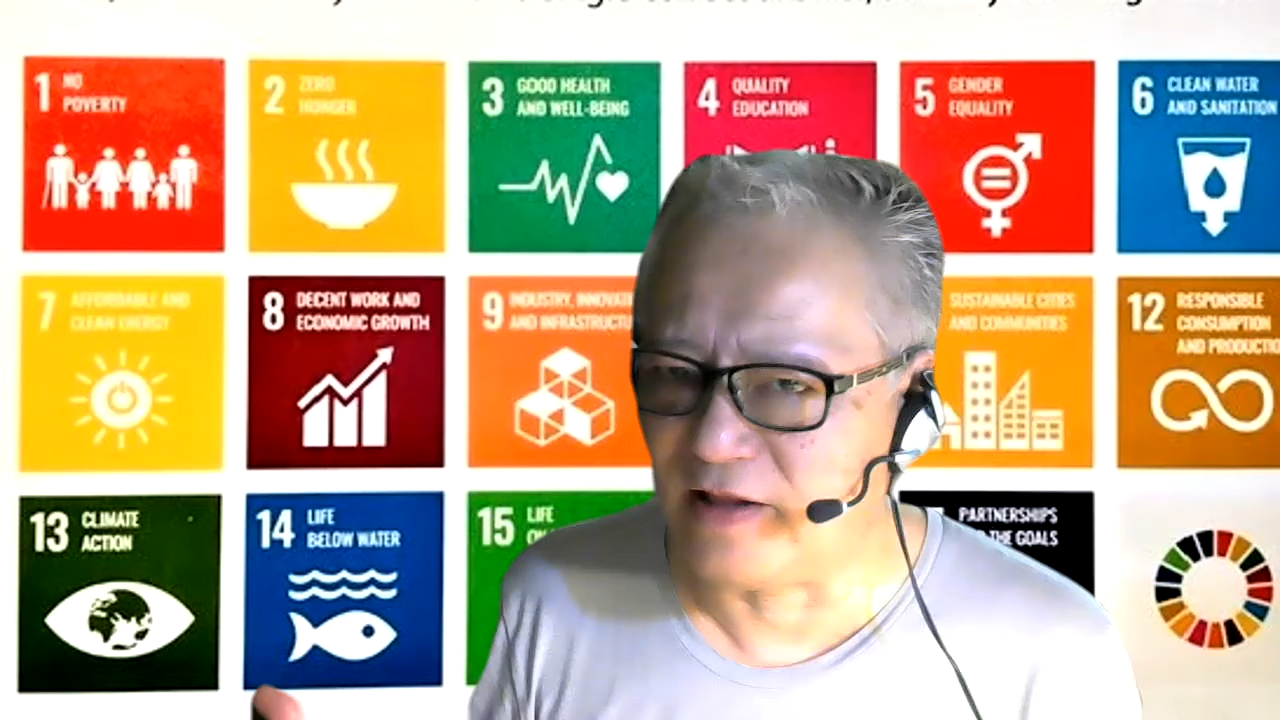 1 NO
POVERTY
2 ZERO
HUNGER
3 GOOD HEALTH
AND WELL-BEING
4 QUALITY
EDUCATION
5 GENDER
EQUALITY
6 CLEAN WATER
AND SANITATION
7 AFFORDABLE AND
CLEAN ENERGY
8 DECENT WORK AND
ECONOMIC GROWTH
9 INDUSTRY,
AND
SUSTAINABLE CITIES
AND COMMUNITIES
12 RESPONSIBLE
CONSUMPTION
AND
13 CLIMATE
ACTION
14 LIFE
BELOW WATER
15 LIFE
PARTNERSHIPS
THE GOALS